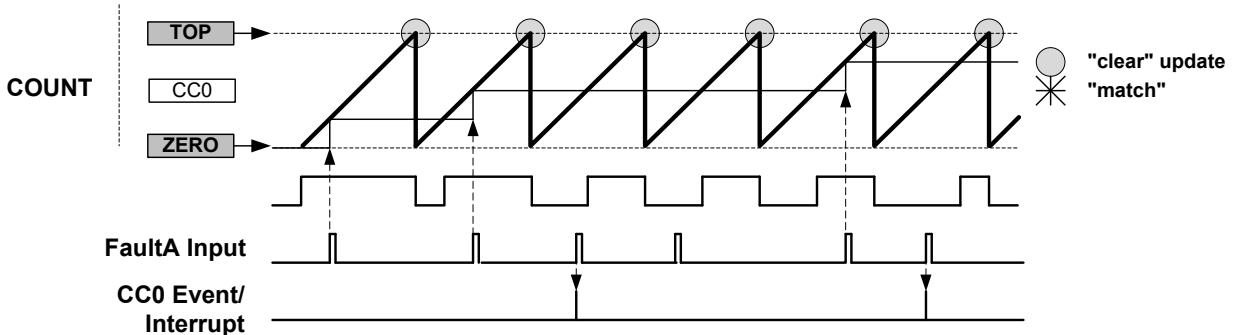 TOP
COUNT
CC0
ZERO
"clear" update
"match"
FaultA Input
CC0 Event/
Interrupt